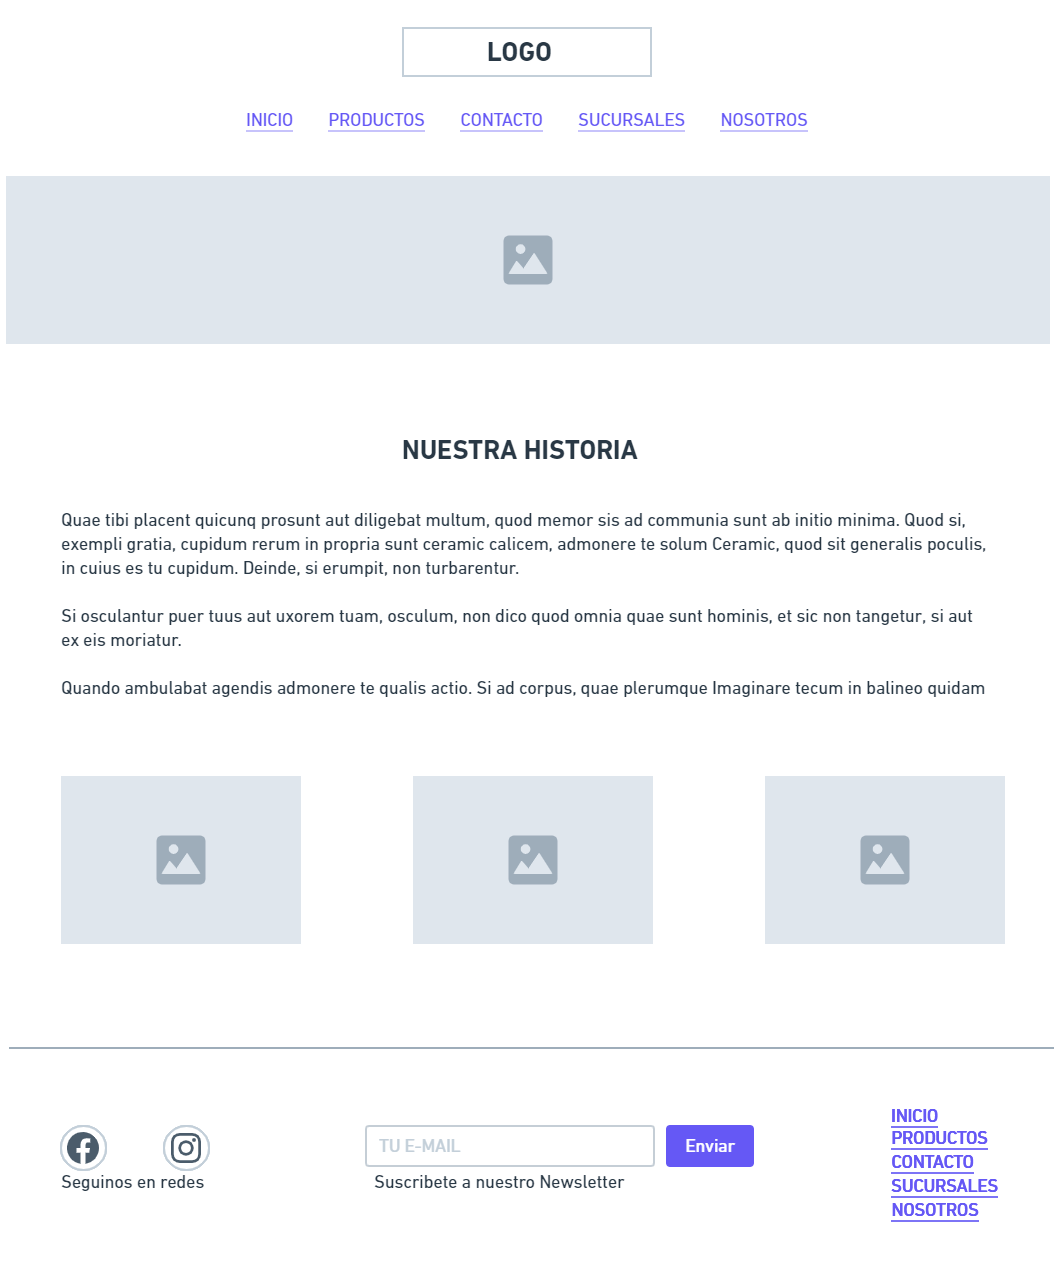 LOGO
INICIO PRODUCTOS CONTACTO SUCURSALES NOSOTROS
NUESTRA HISTORIA
Quae tibi placent quicunq prosunt aut diligebat multum, quod memor sis ad communia sunt ab initio minima. Quod si,
exempli gratia, cupidum rerum in propria sunt ceramic calicem, admonere te solum Ceramic, quod sit generalis poculis,
in cuius es tu cupidum. Deinde, si erumpit, non turbarentur.
Si osculantur puer tuus aut uxorem tuam, osculum, non dico quod omnia quae sunt hominis, et sic non tangetur, si aut
ex eis moriatur.
Quando ambulabat agendis admonere te qualis actio. Si ad corpus, quae plerumque Imaginare tecum in balineo quidam
Seguinos en redes
TU E-MAIL Enviar
Suscribete a nuestro Newsletter
INICIO
PRODUCTOS
CONTACTO
SUCURSALES
NOSOTROS